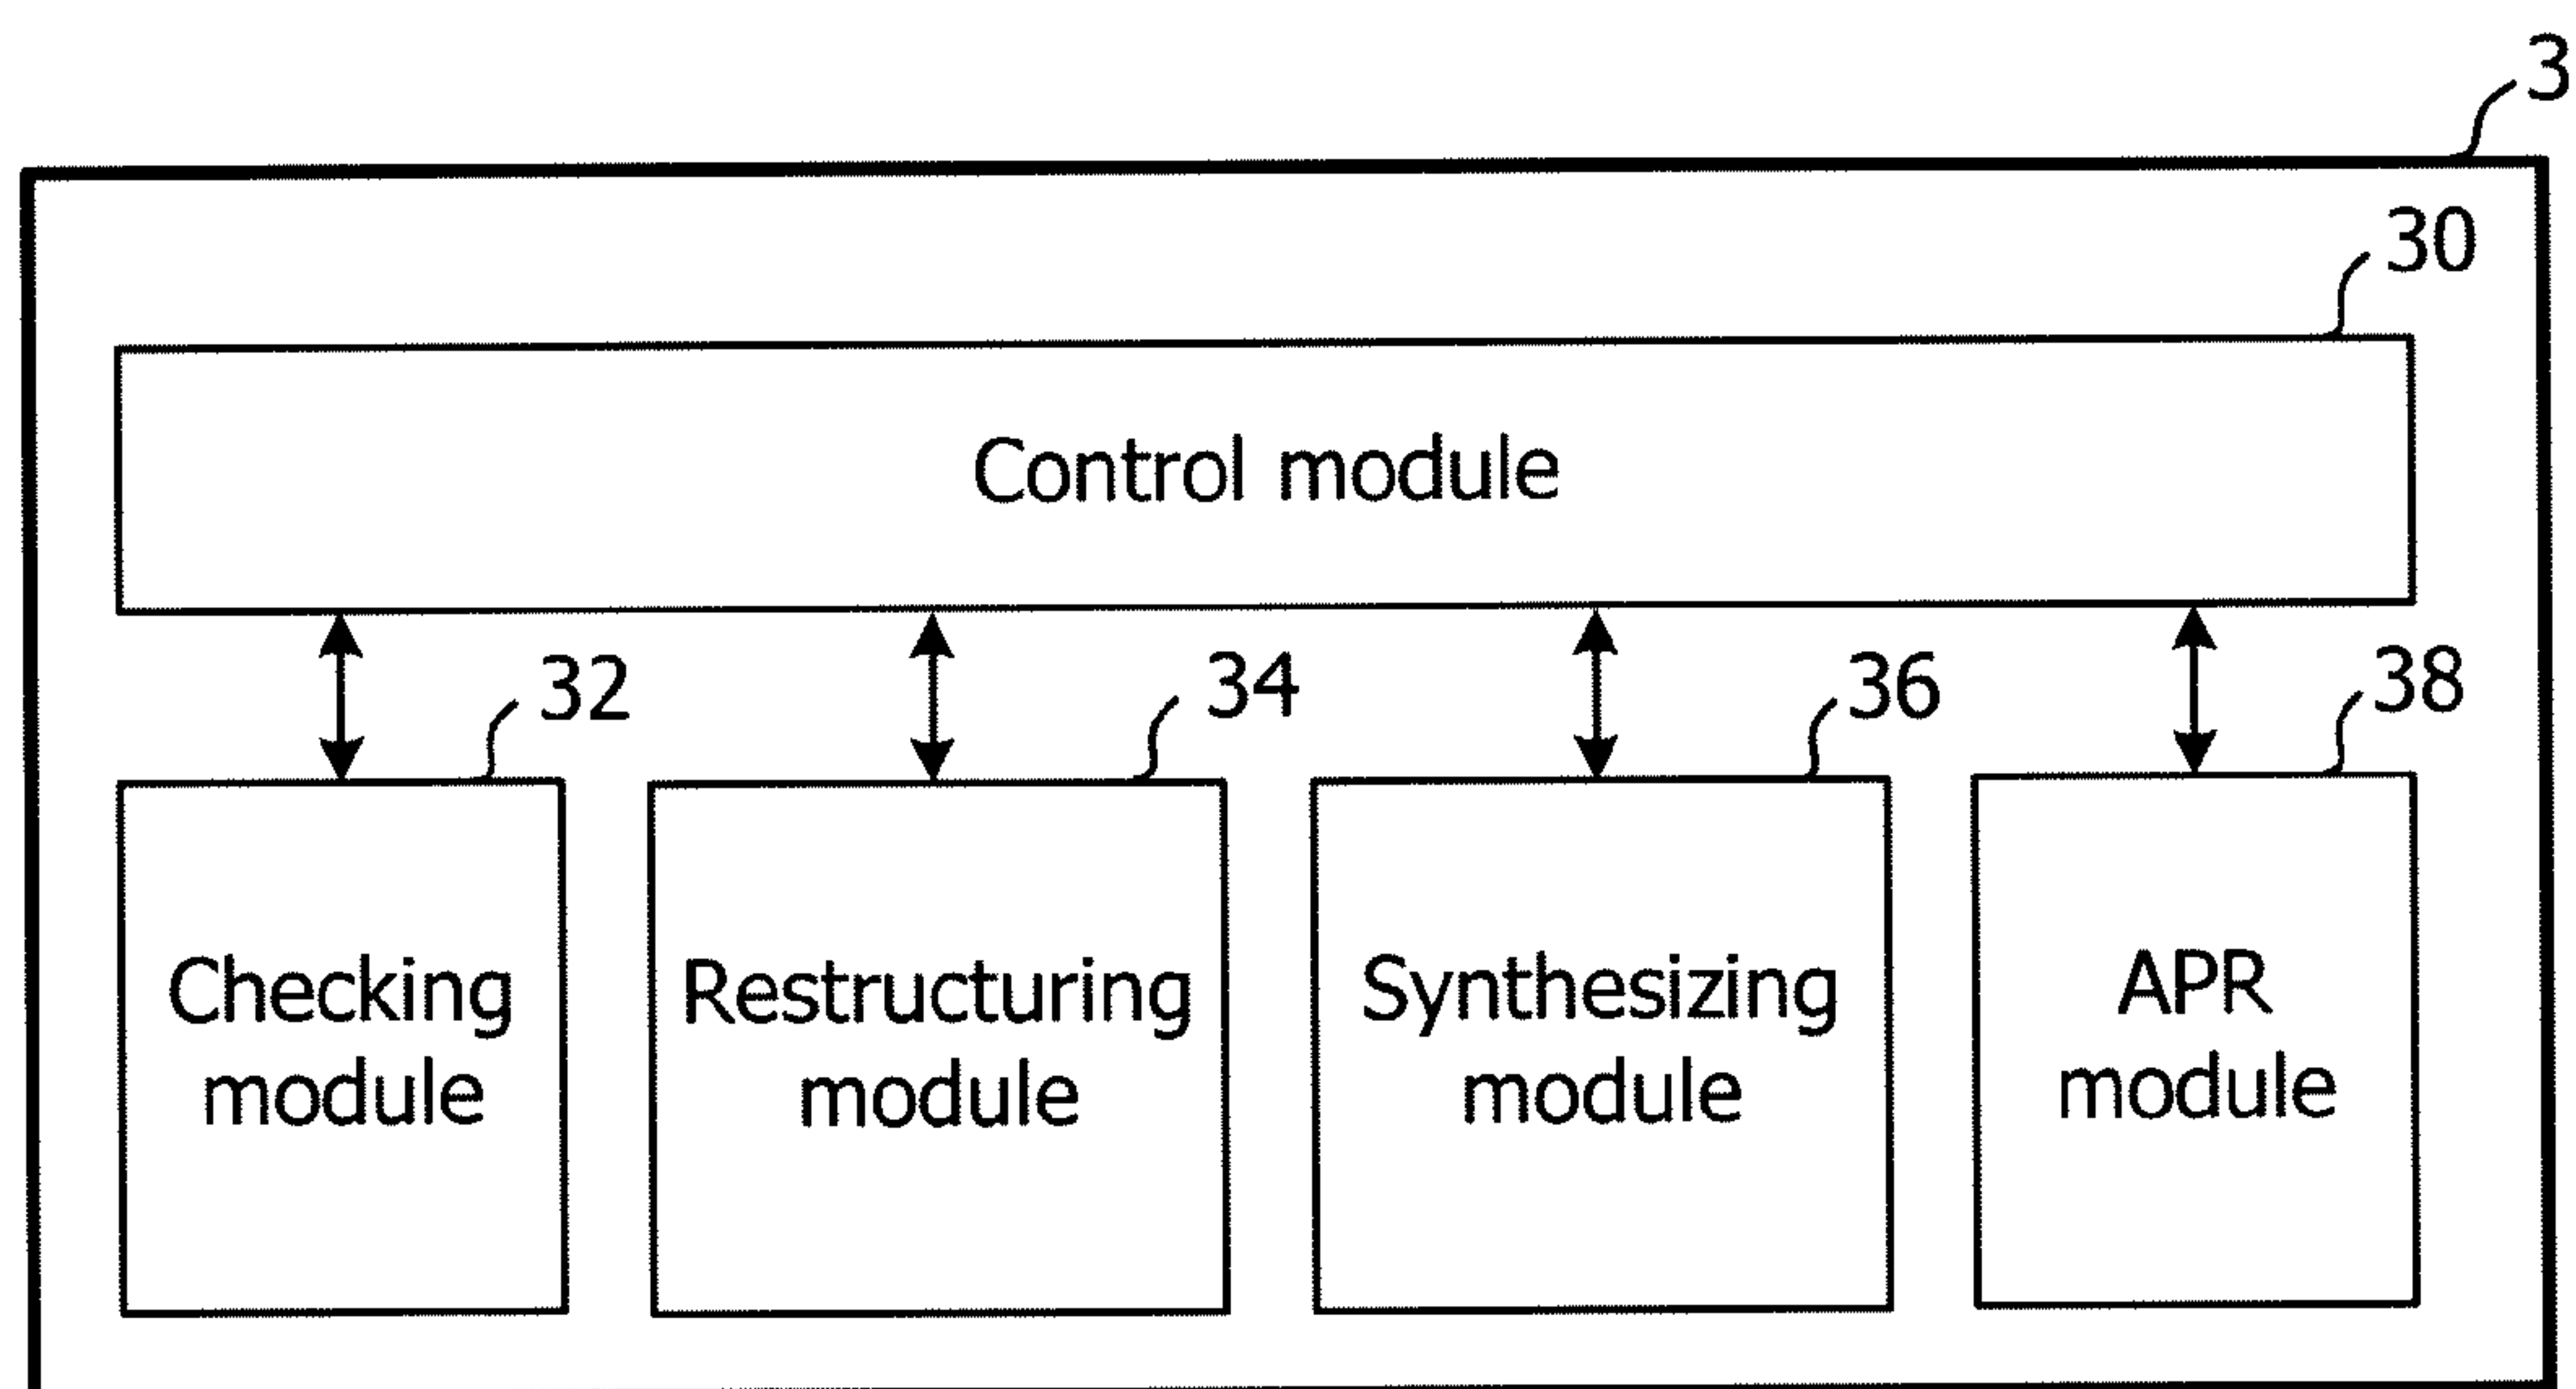 3
30
Control module
32
34
36
38
Checking
module
Restructuring
module
Synthesizing
module
APR
module